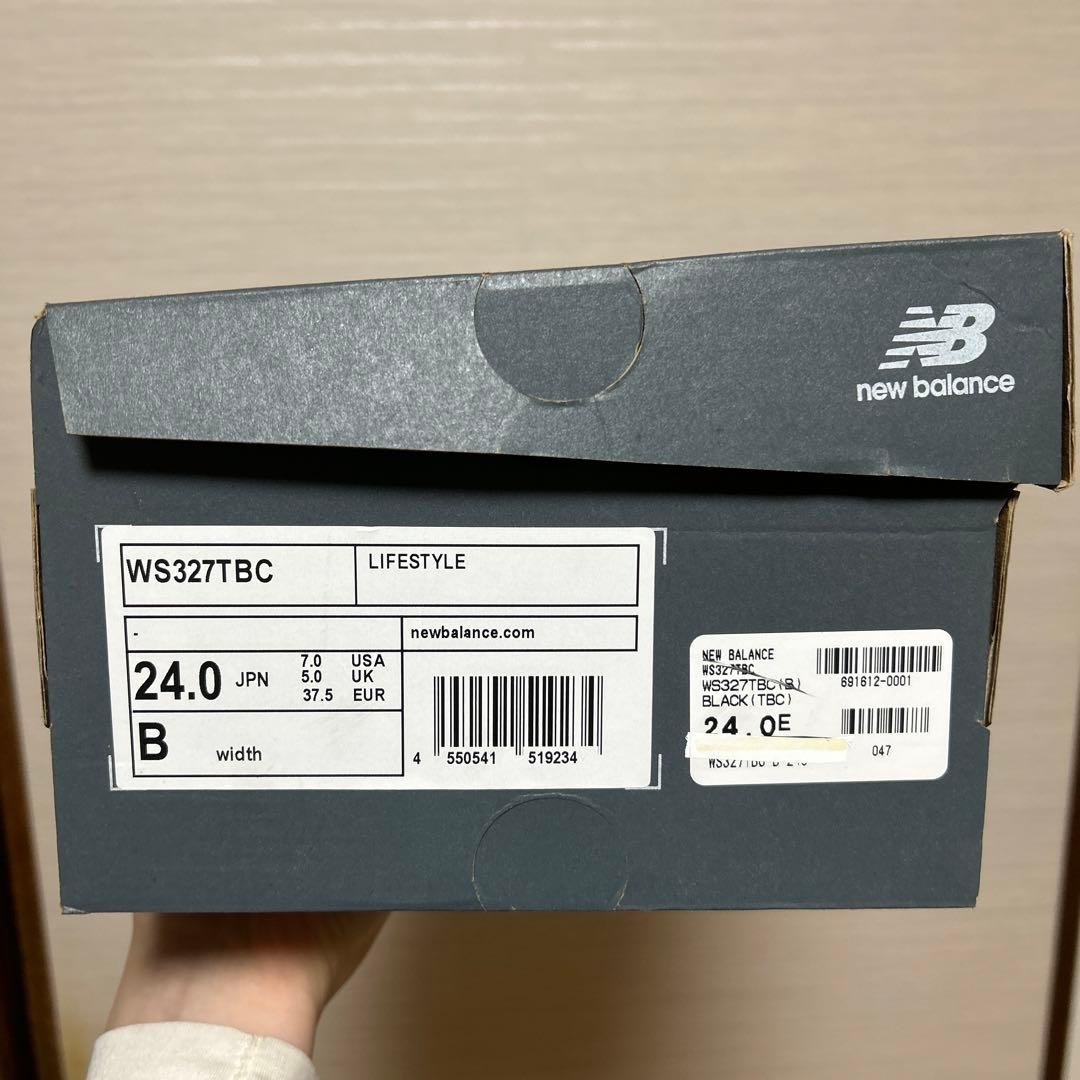 NB
new balance
WS327TBC
LIFESTYLE
-
newbalance.com
24.0 JPN
7.0 USA
5.0 UK
37.5 EUR
B width
4 550541 519234
NEW BALANCE
WS327TBC
WS327TBC(B)
BLACK(TBC)
24.0E
691612-0001
047